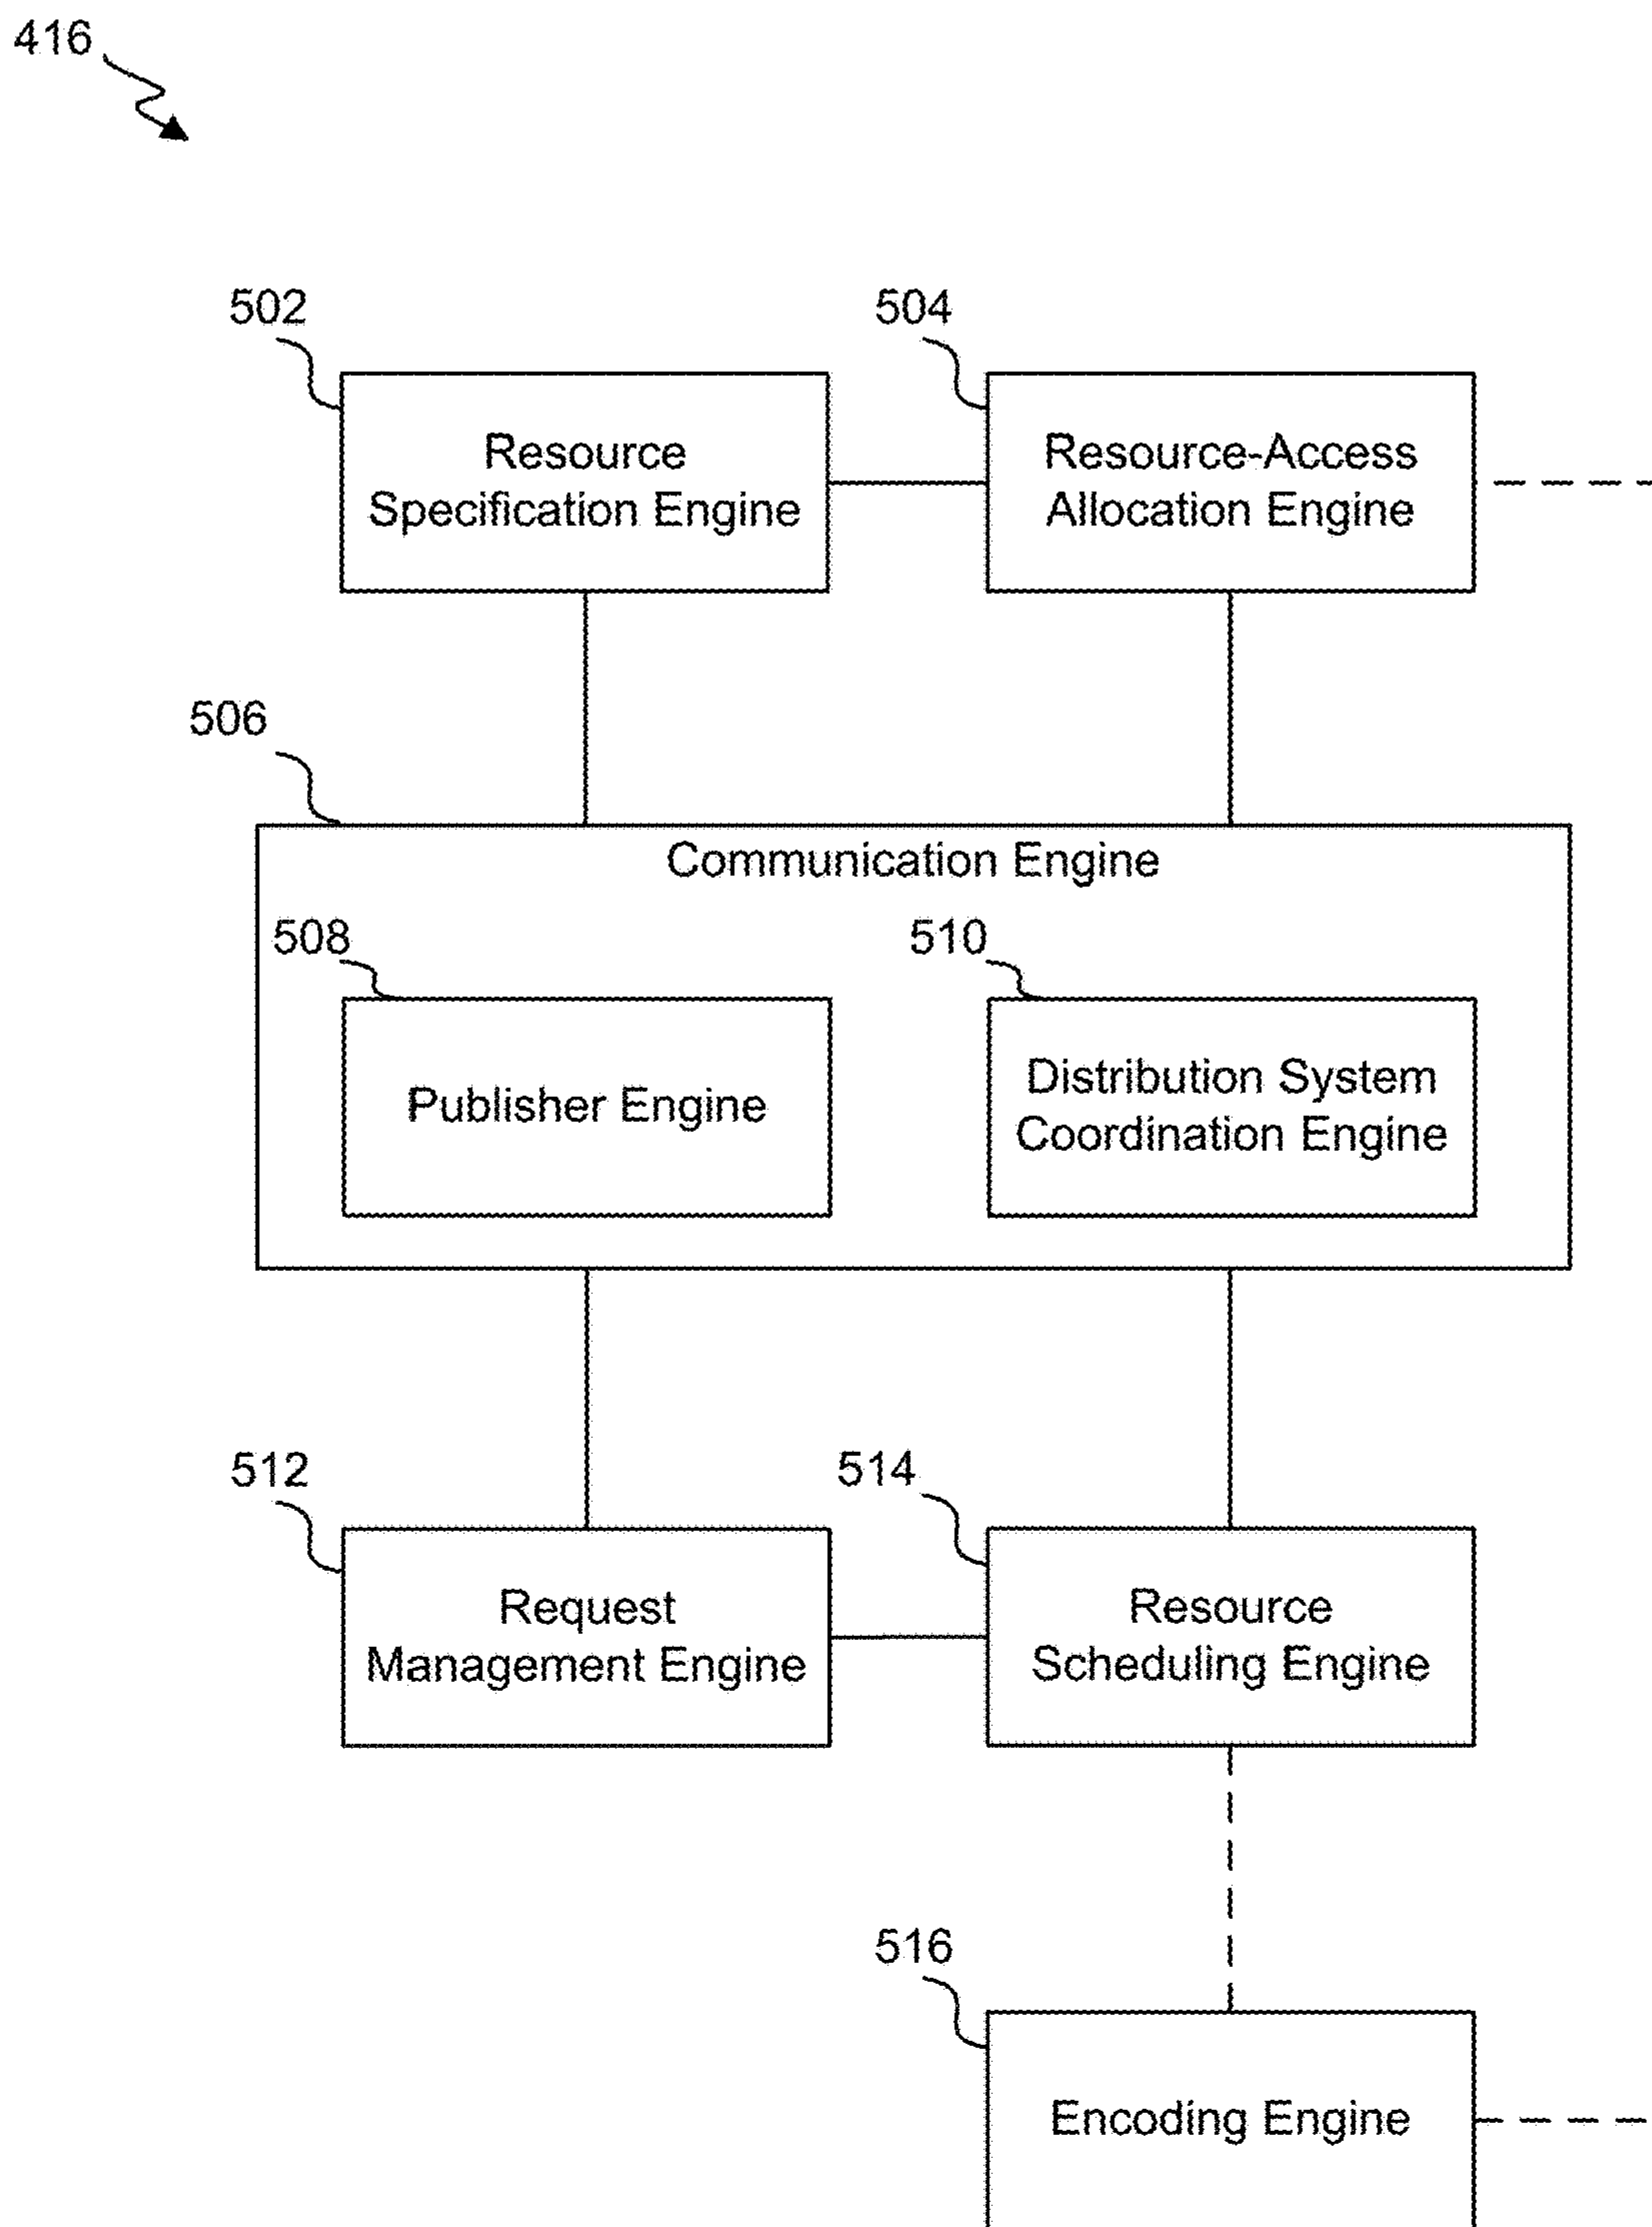 416
502
504
Resource
Specification Engine
Resource-Access
Allocation Engine
506
Communication Engine
508
510
Publisher Engine
Distribution System
Coordination Engine
512
514
Request
Management Engine
Resource
Scheduling Engine
516
Encoding Engine